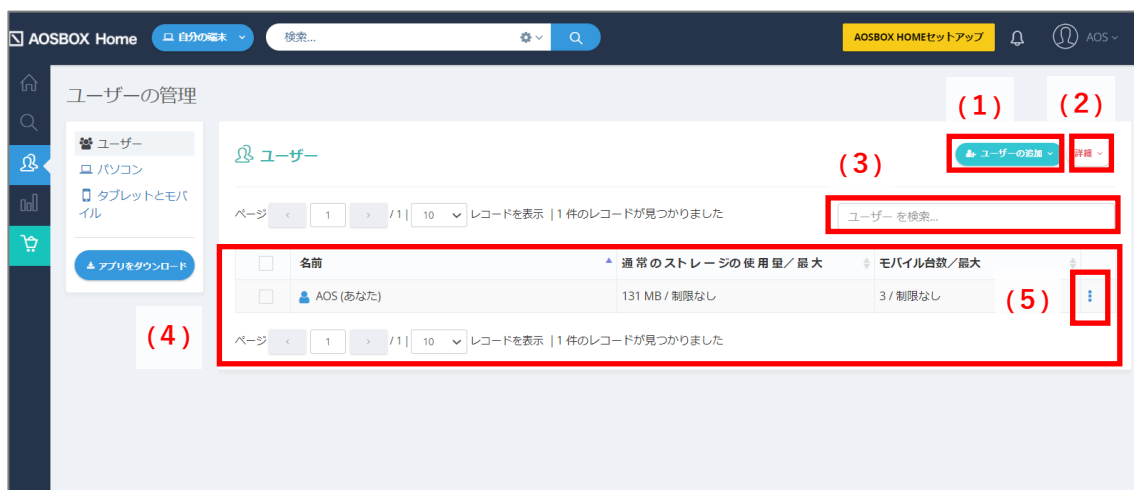 AOSBOX Home
自分の端末
検索...
AOSBOX HOMEセットアップ
AOS
ユーザーの管理
(1)
(2)
ユーザー
パソコン
タブレットとモバ
イル
アプリをダウンロード
ユーザー
ユーザーの追加
詳細
(3)
ページ 1 / 1 | 10 レコードを表示 | 1 件のレコードが見つかりました
ユーザー を検索...
名前 通常のストレージの使用量／最大 モバイル台数／最大
AOS (あなた) 131 MB / 制限なし 3 / 制限なし
(5)
(4)
ページ 1 / 1 | 10 レコードを表示 | 1 件のレコードが見つかりました